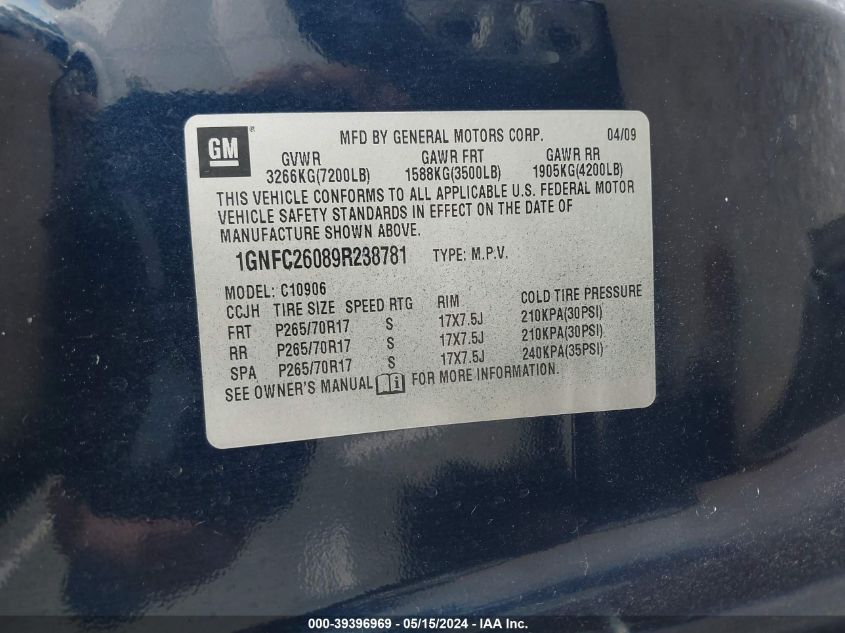 GM®
MFD BY GENERAL MOTORS CORP. 04/09
GVWR GAWR FRT GAWR RR
3266KG(7200LB) 1588KG(3500LB) 1905KG(4200LB)
THIS VEHICLE CONFORMS TO ALL APPLICABLE U.S. FEDERAL MOTOR
VEHICLE SAFETY STANDARDS IN EFFECT ON THE DATE OF
MANUFACTURE SHOWN ABOVE.
1GNFC26089R238781 TYPE: M.P.V.
MODEL: C10906
CCJH TIRE SIZE SPEED RTG RIM COLD TIRE PRESSURE
FRT P265/70R17 S 17X7.5J 210KPA(30PSI)
RR P265/70R17 S 17X7.5J 210KPA(30PSI)
SPA P265/70R17 S 17X7.5J 240KPA(35PSI)
SEE OWNER'S MANUAL i FOR MORE INFORMATION.
000-39396969 — 05/15/2024 — IAA Inc.